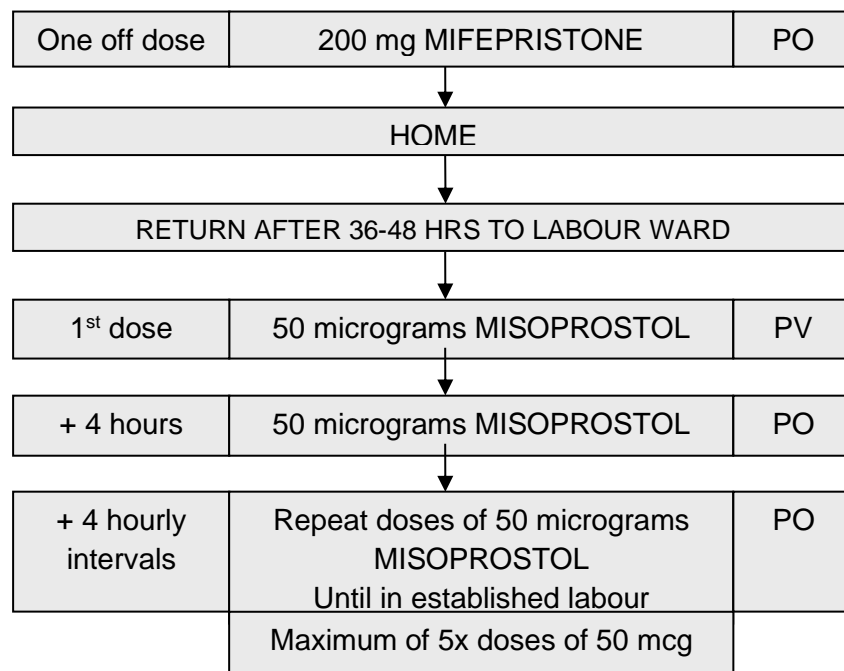 One off dose 200 mg MIFEPRISTONE PO
HOME
RETURN AFTER 36-48 HRS TO LABOUR WARD
1st dose 50 micrograms MISOPROSTOL PV
+ 4 hours 50 micrograms MISOPROSTOL PO
+ 4 hourly Repeat doses of 50 micrograms PO
intervals MISOPROSTOL
Until in established labour
Maximum of 5x doses of 50 mcg